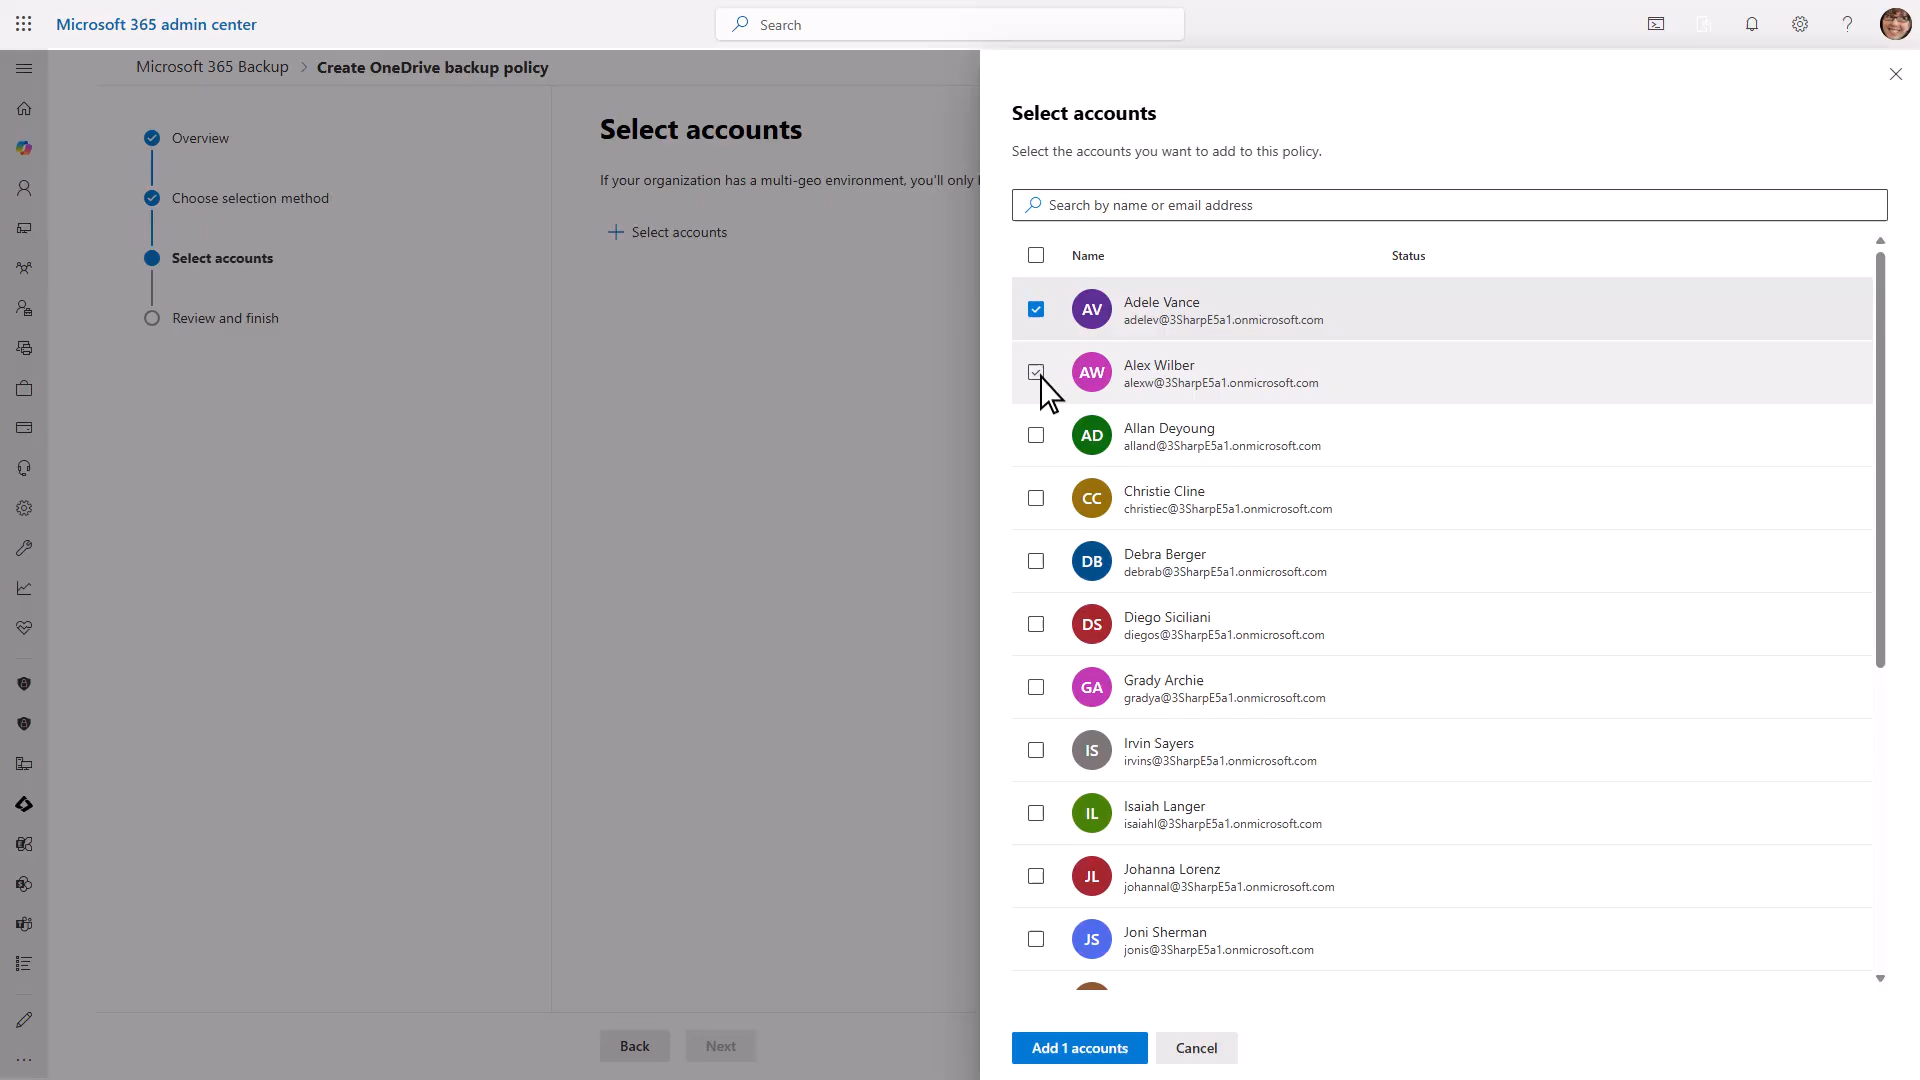 Microsoft 365 admin center
Search
Microsoft 365 Backup > Create OneDrive backup policy
Overview
Choose selection method
Select accounts
Review and finish
Select accounts
If your organization has a multi-geo environment, you'll only
Select accounts
Back
Next
Select accounts
Select the accounts you want to add to this policy.
Search by name or email address
Name Status
AV Adele Vance
adelev@3SharpE5a1.onmicrosoft.com
AW Alex Wilber
alexw@3SharpE5a1.onmicrosoft.com
AD Allan Deyoung
alland@3SharpE5a1.onmicrosoft.com
CC Christie Cline
christiec@3SharpE5a1.onmicrosoft.com
DB Debra Berger
debrab@3SharpE5a1.onmicrosoft.com
DS Diego Siciliani
diegos@3SharpE5a1.onmicrosoft.com
GA Grady Archie
gradya@3SharpE5a1.onmicrosoft.com
IS Irvin Sayers
irvins@3SharpE5a1.onmicrosoft.com
IL Isaiah Langer
isaiahl@3SharpE5a1.onmicrosoft.com
JL Johanna Lorenz
johannal@3SharpE5a1.onmicrosoft.com
JS Joni Sherman
jonis@3SharpE5a1.onmicrosoft.com
Add 1 accounts
Cancel